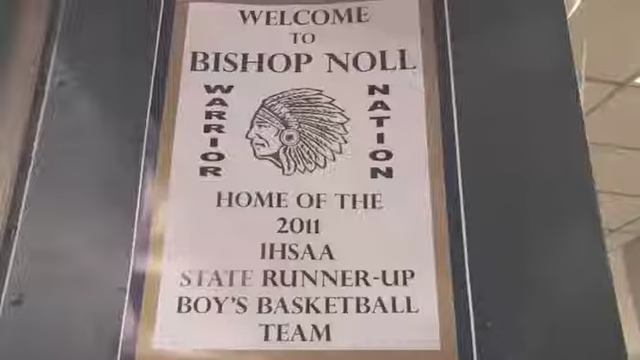 WELCOME
TO
BISHOP NOLL
WARRIOR
NATION
HOME OF THE
2011
IHSAA
STATE RUNNER-UP
BOY'S BASKETBALL
TEAM